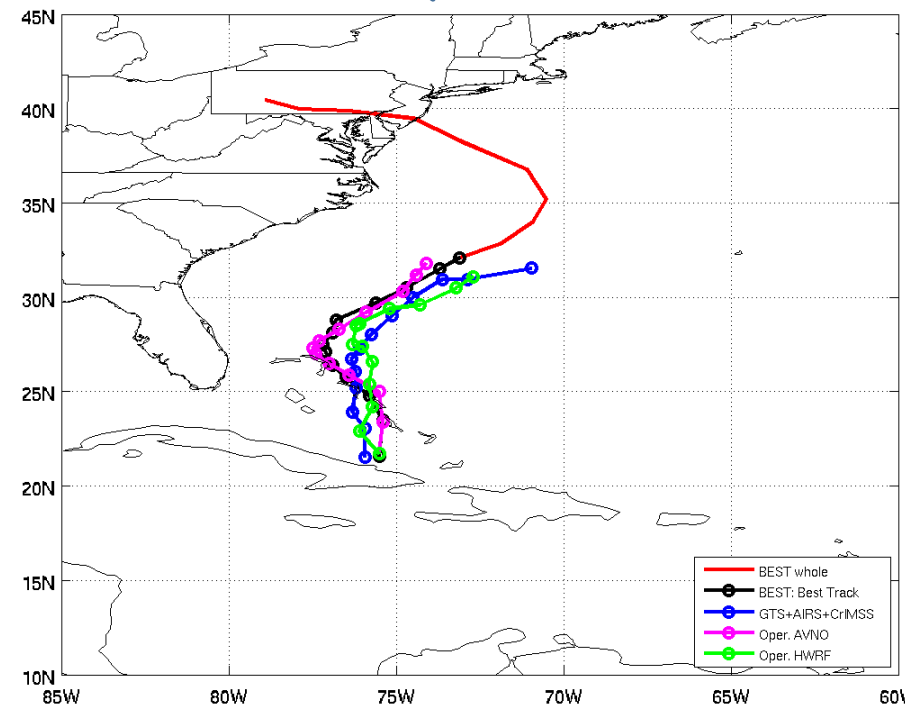 45N
40N
35N
30N
25N
20N
15N
10N
85W
80W
75W
70W
65W
60W
BEST whole
BEST: Best Track
GTS+AIRS+CrIMSS
Oper. AVNO
Oper. HWRF